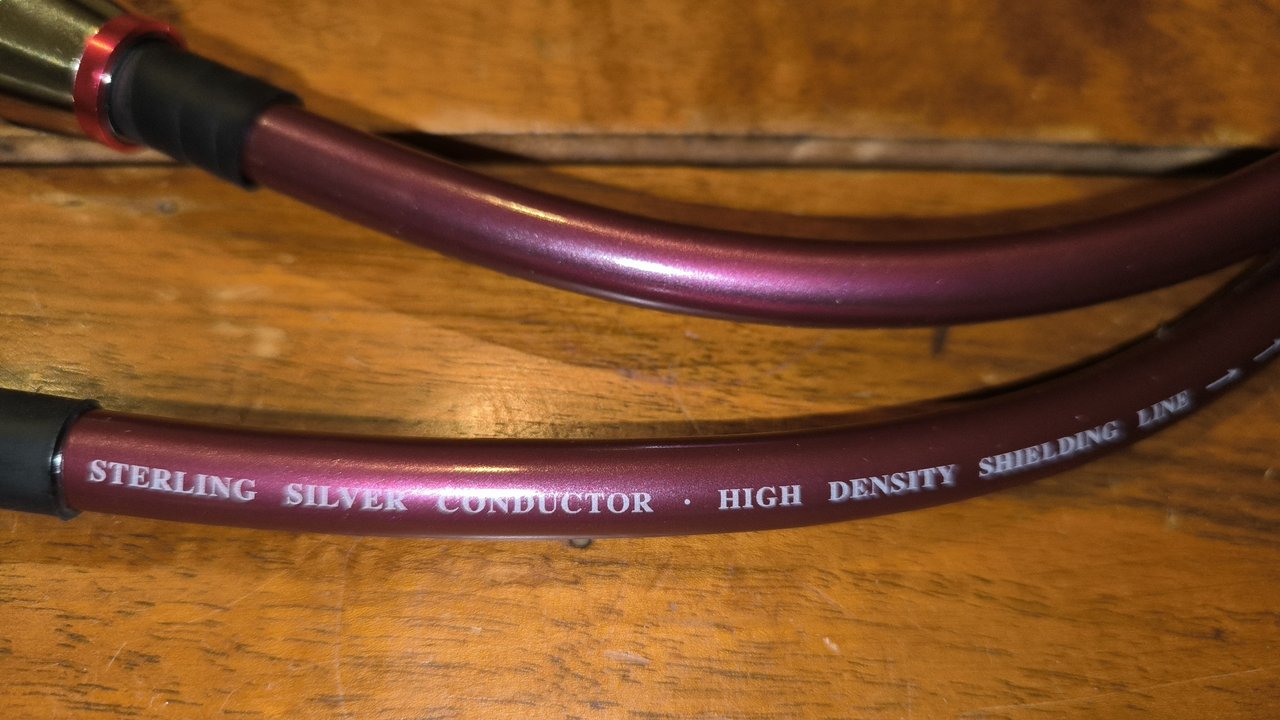 STERLING SILVER CONDUCTOR · HIGH DENSITY SHIELDING LINE → →